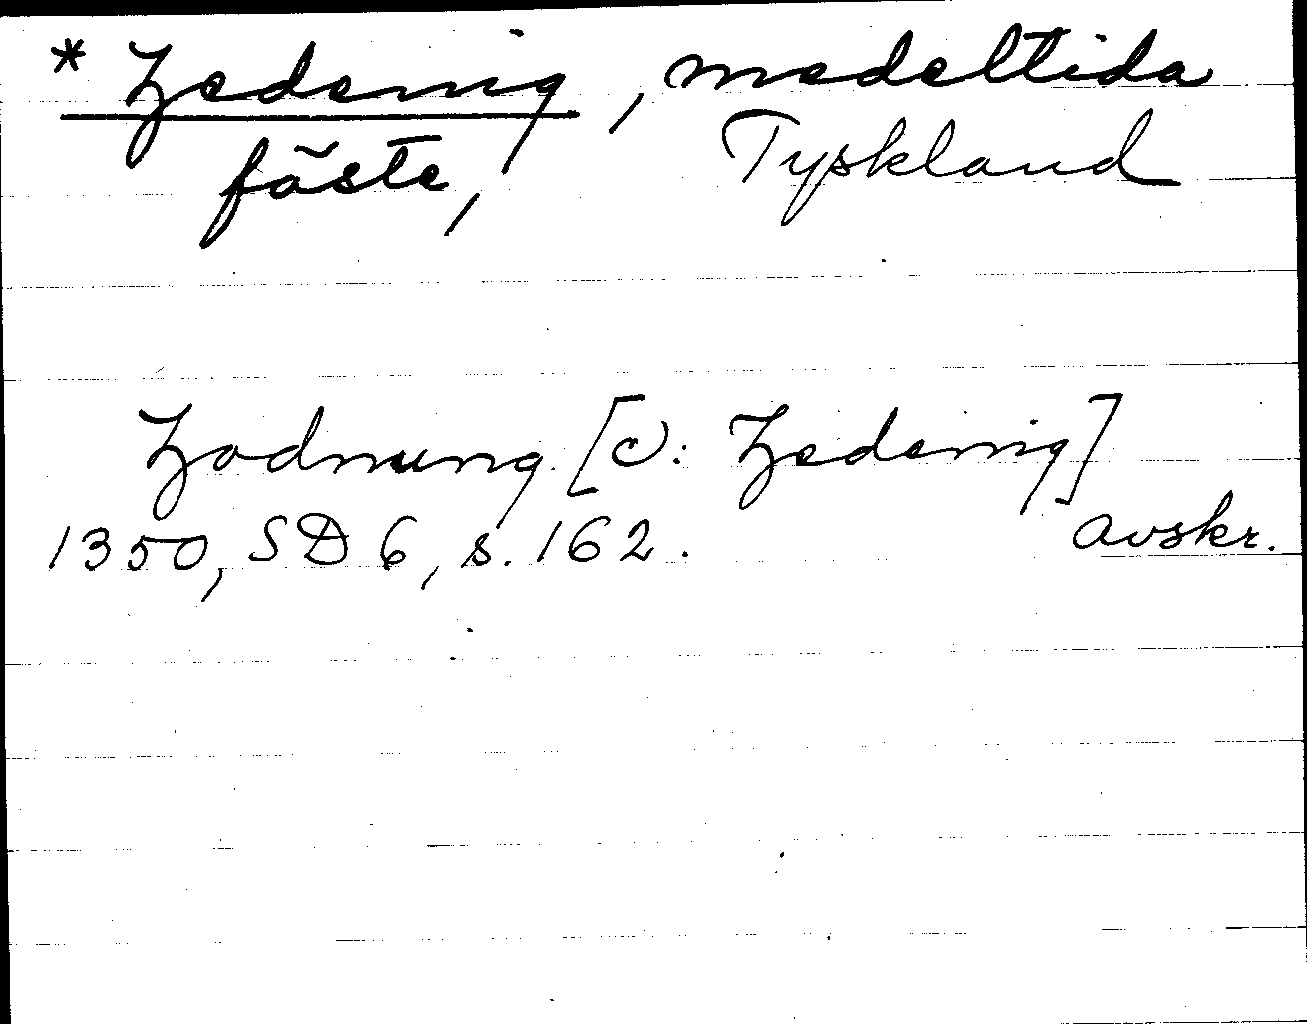 * Zedenig, medeltida
fäste, Tyskland
Zodnung [ɔ: Zedenig]
1350, SD 6, s. 162. avskr.